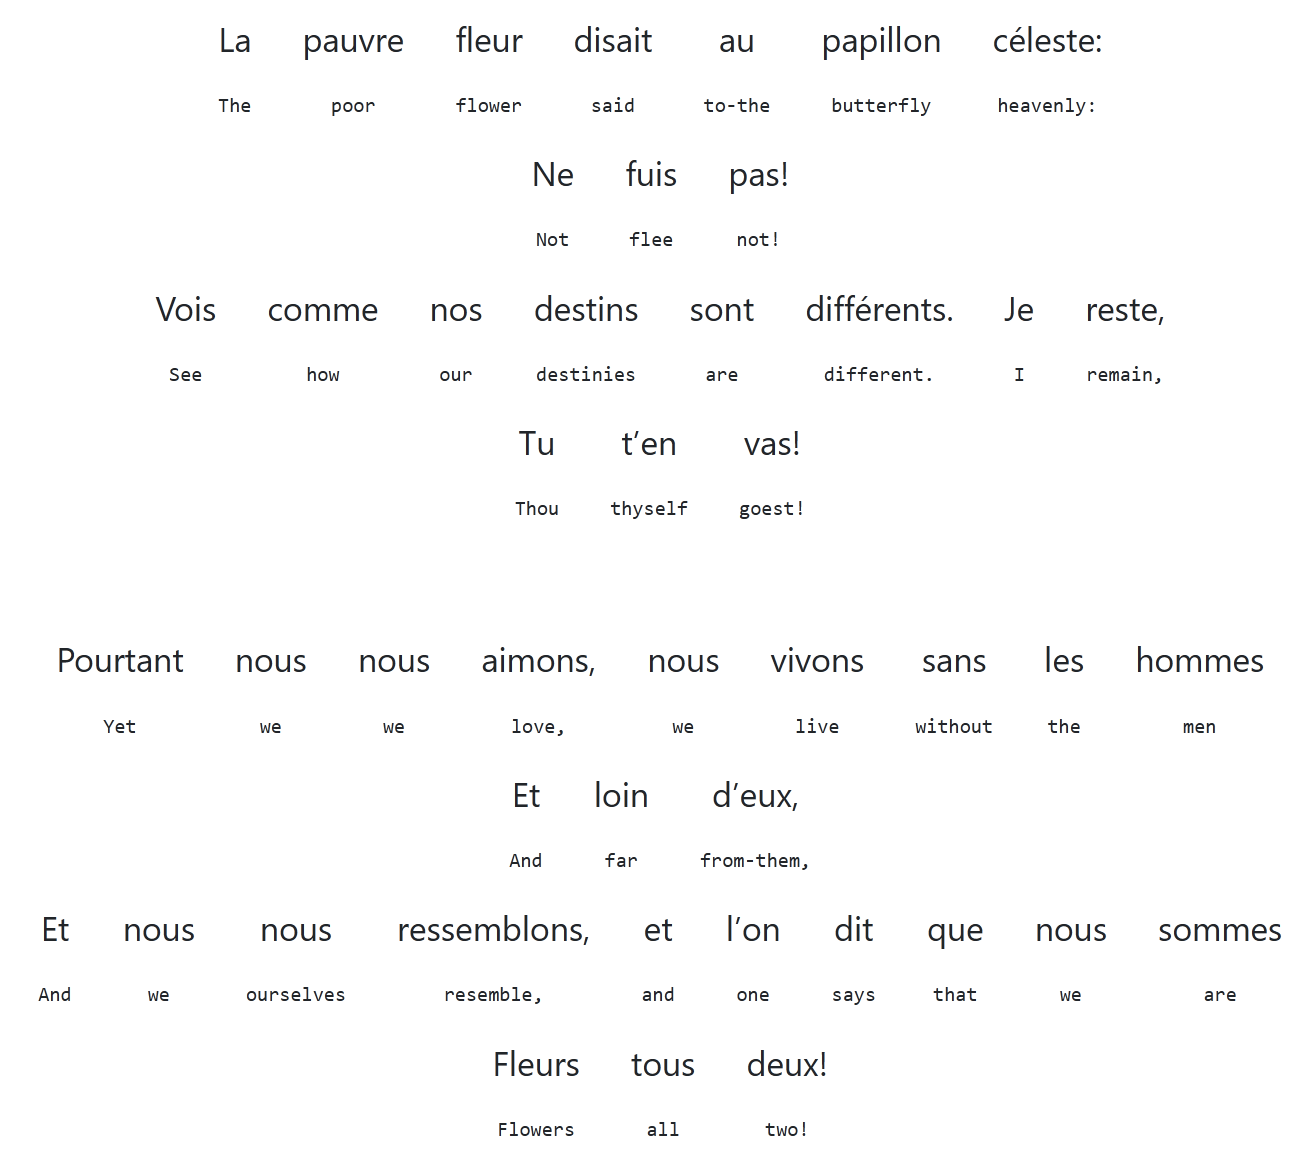 La pauvre fleur disait au papillon céleste:
The poor flower said to-the butterfly heavenly:
Ne fuis pas!
Not flee not!
Vois comme nos destins sont différents. Je reste,
See how our destinies are different. I remain,
Tu t’en vas!
Thou thyself goest!
Pourtant nous nous aimons, nous vivons sans les hommes
Yet we we love, we live without the men
Et loin d’eux,
And far from-them,
Et nous nous ressemblons, et l’on dit que nous sommes
And we ourselves resemble, and one says that we are
Fleurs tous deux!
Flowers all two!